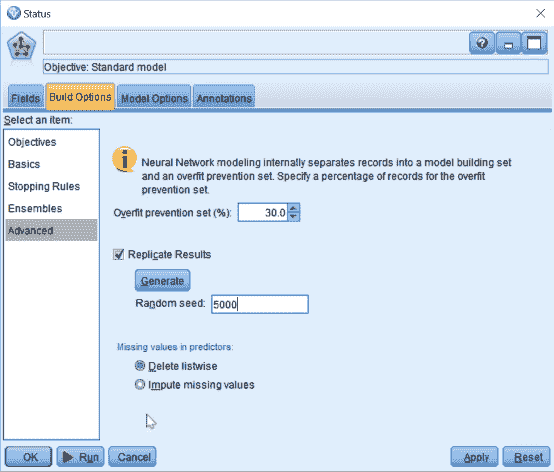 Status
?
Objective: Standard model
Fields Build Options Model Options Annotations
Select an item:
Objectives
Basics
Stopping Rules
Ensembles
Advanced
i
Neural Network modeling internally separates records into a model building set
and an overfit prevention set. Specify a percentage of records for the overfit
prevention set.
Overfit prevention set (%): 30.0
Replicate Results
Generate
Random seed: 5000
Missing values in predictors:
Delete listwise
Impute missing values
OK Run Cancel Apply Reset